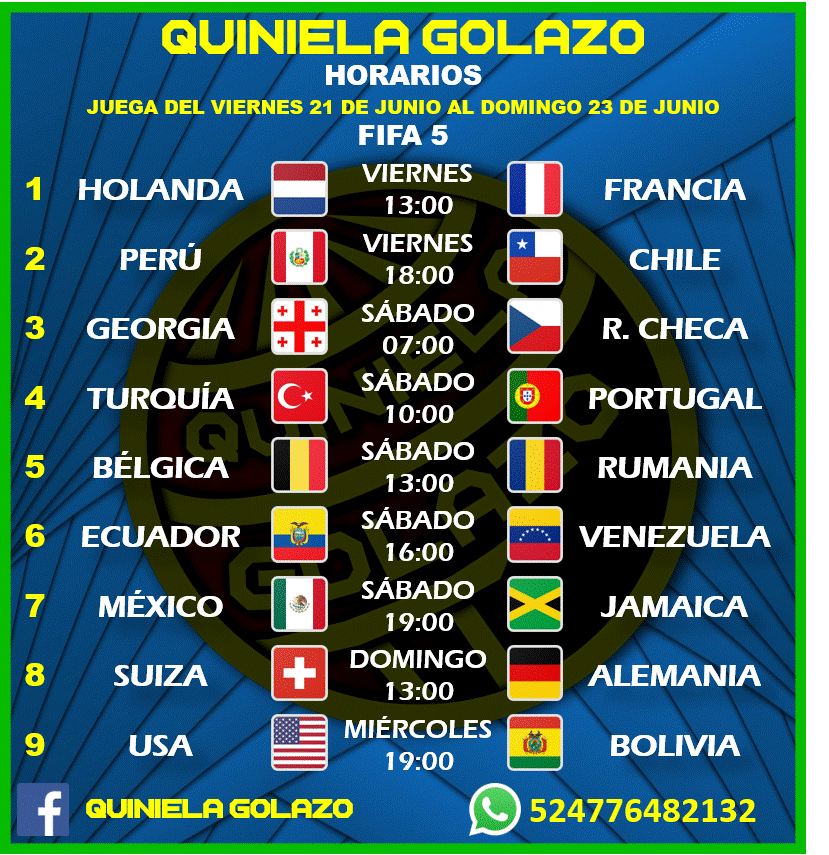 QUINIELA GOLAZO
HORARIOS
JUEGA DEL VIERNES 21 DE JUNIO AL DOMINGO 23 DE JUNIO
FIFA 5
1 HOLANDA VIERNES 13:00 FRANCIA
2 PERÚ VIERNES 18:00 CHILE
3 GEORGIA SÁBADO 07:00 R. CHECA
4 TURQUÍA SÁBADO 10:00 PORTUGAL
5 BÉLGICA SÁBADO 13:00 RUMANIA
6 ECUADOR SÁBADO 16:00 VENEZUELA
7 MÉXICO SÁBADO 19:00 JAMAICA
8 SUIZA DOMINGO 13:00 ALEMANIA
9 USA MIÉRCOLES 19:00 BOLIVIA
QUINIELA GOLAZO
QUINIELA GOLAZO 524776482132